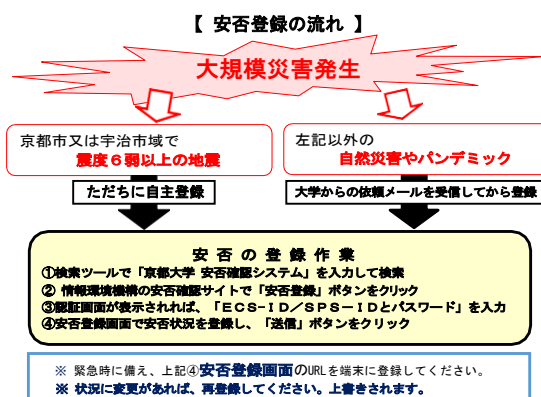 【 安否登録の流れ 】
大規模災害発生
京都市又は宇治市域で
震度６弱以上の地震
左記以外の
自然災害やパンデミック
ただちに自主登録
大学からの依頼メールを受信してから登録
安 否 の 登 録 作 業
①検索ツールで「京都大学 安否確認システム」を入力して検索
② 情報環境機構の安否確認サイトで「安否登録」ボタンをクリック
③認証画面が表示されれば、「ＥＣＳ-ＩＤ／ＳＰＳ－ＩＤとパスワード」を入力
④安否登録画面で安否状況を登録し、「送信」ボタンをクリック
※ 緊急時に備え、上記④安否登録画面のURLを端末に登録してください。
※ 状況に変更があれば、再登録してください。上書きされます。